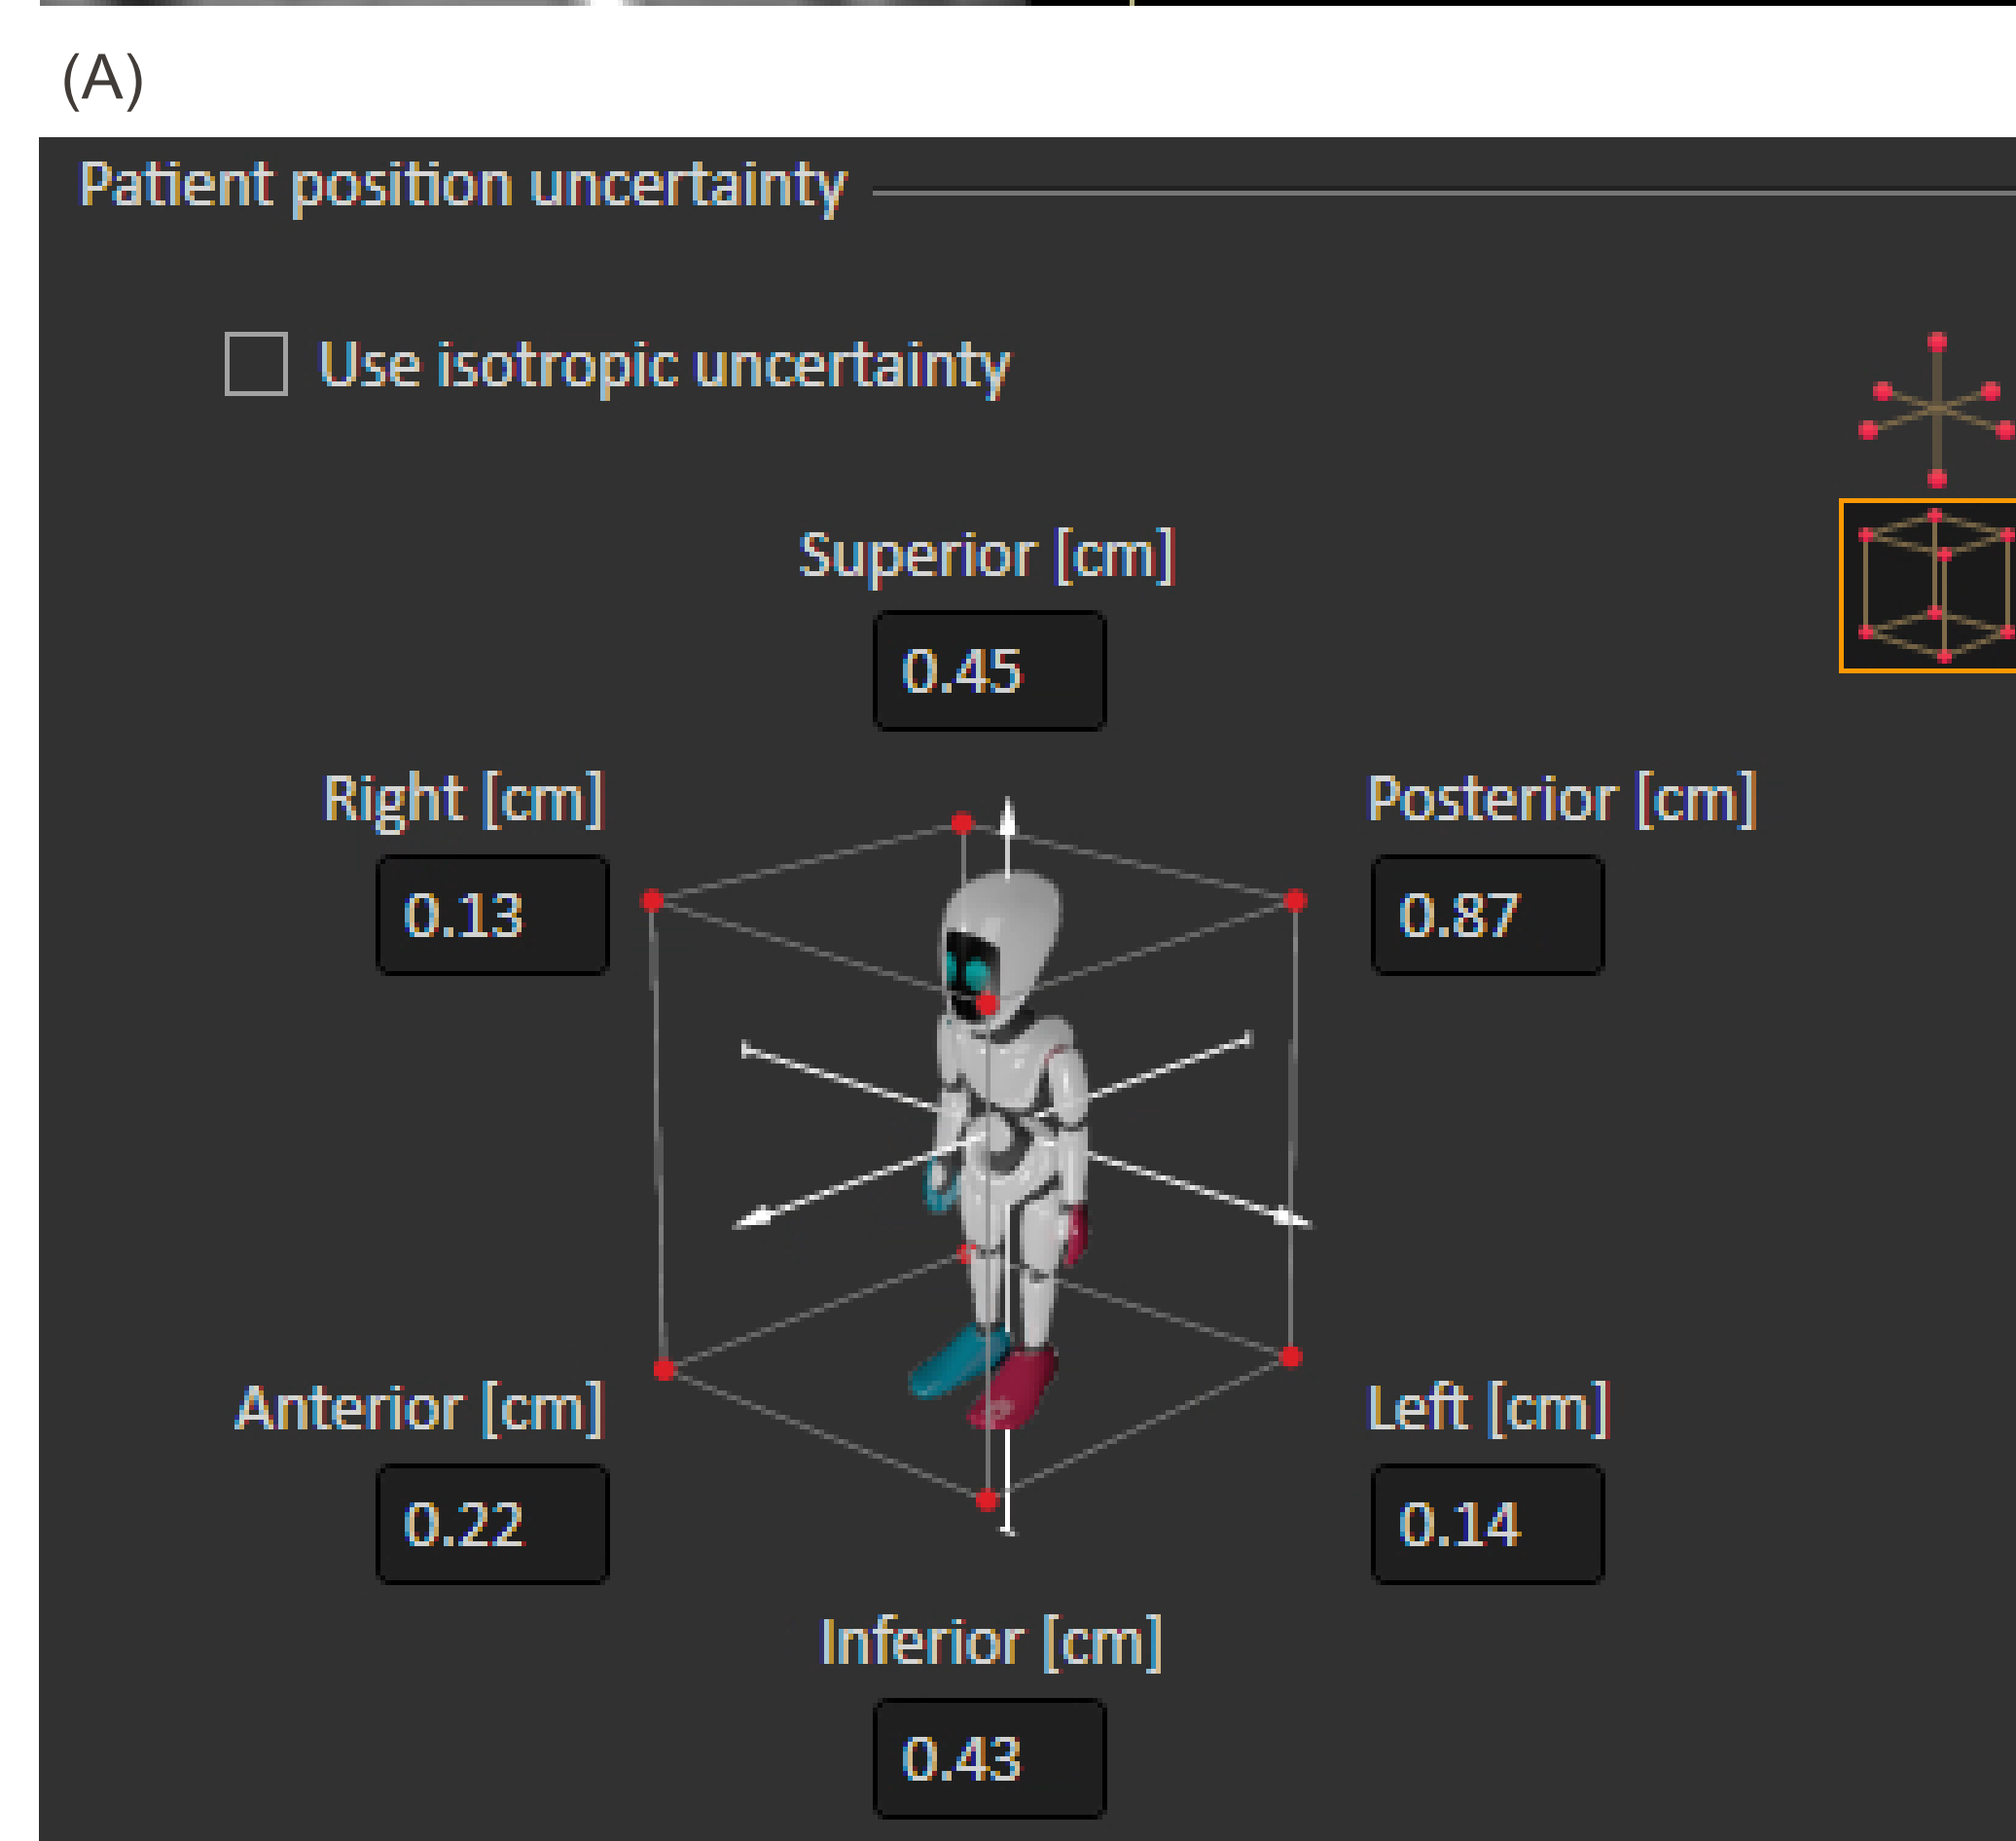 (A)
Patient position uncertainty
Use isotropic uncertainty
Superior [cm]
0.45
Right [cm]
Posterior [cm]
0.13
0.87
Anterior [cm]
Left [cm]
0.22
0.14
Inferior [cm]
0.43